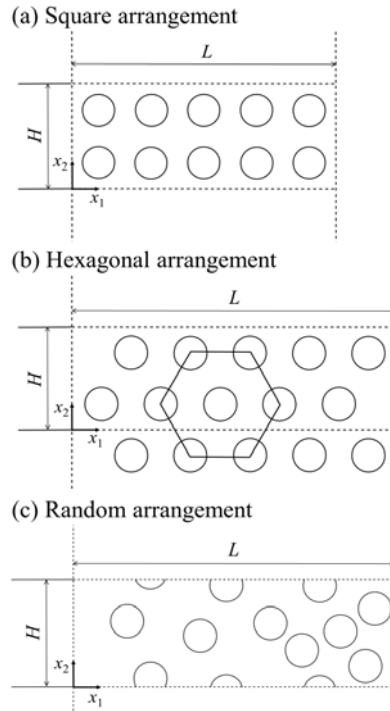 (a) Square arrangement
L
H
x2
x1
(b) Hexagonal arrangement
L
H
x2
x1
(c) Random arrangement
L
H
x2
x1